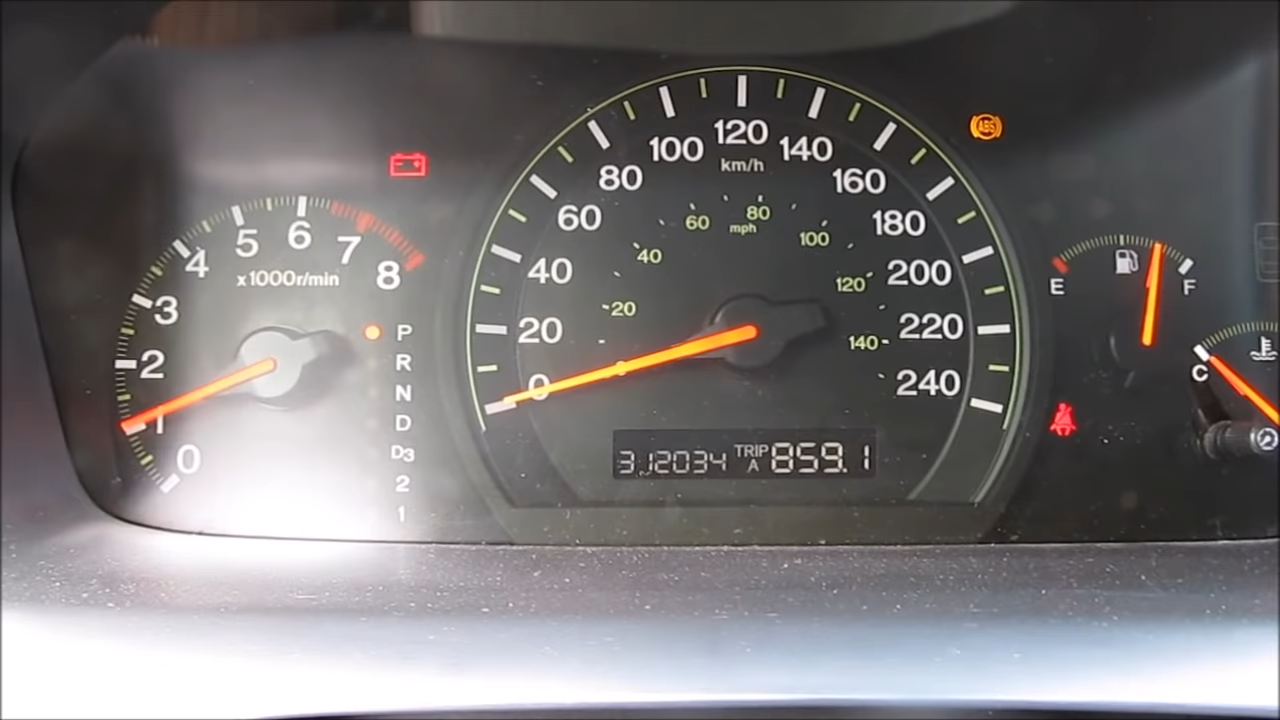 0 1 2 3 4 5 6 7 8
x1000r/min
P
R
N
D
D3
2
1
0 20 40 60 80 100 120 140 160 180 200 220 240
km/h
20 40 60 80 100 120 140
mph
312034 TRIP A 859.1
ABS
E F
C